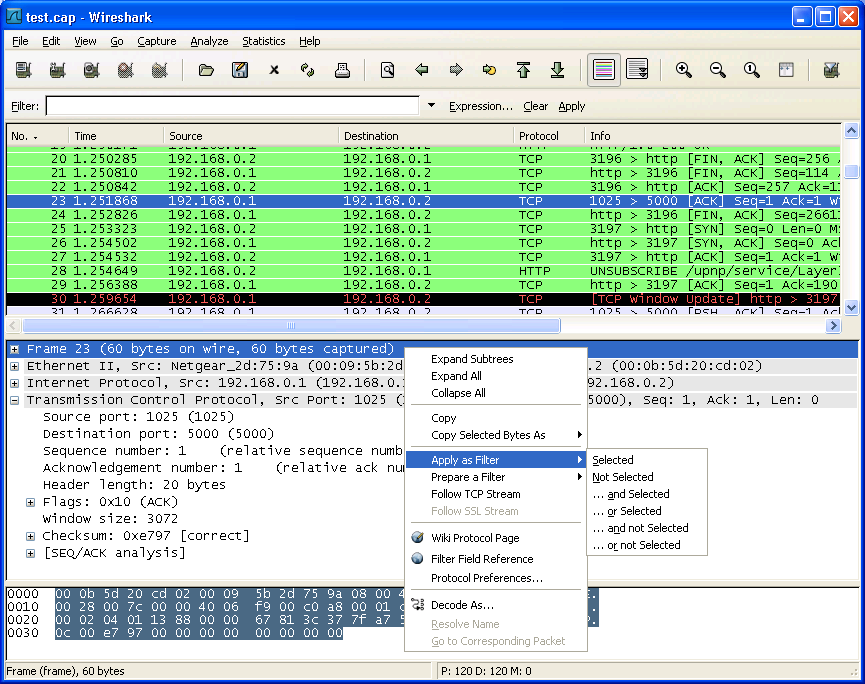 test.cap - Wireshark
File Edit View Go Capture Analyze Statistics Help
Filter: Expression... Clear Apply
No. Time Source Destination Protocol Info
20 1.250285 192.168.0.2 192.168.0.1 TCP 3196 > http [FIN, ACK] Seq=256
21 1.250810 192.168.0.1 192.168.0.2 TCP http > 3196 [FIN, ACK] Seq=114
22 1.250842 192.168.0.2 192.168.0.1 TCP 3196 > http [ACK] Seq=257 Ack=11
23 1.251868 192.168.0.1 192.168.0.2 TCP 1025 > 5000 [ACK] Seq=1 Ack=1
24 1.252826 192.168.0.1 192.168.0.2 TCP http > 3196 [FIN, ACK] Seq=2661
25 1.253323 192.168.0.2 192.168.0.1 TCP 3197 > http [SYN] Seq=0 Len=0
26 1.254502 192.168.0.1 192.168.0.2 TCP http > 3197 [SYN, ACK] Seq=0
27 1.254532 192.168.0.2 192.168.0.1 TCP 3197 > http [ACK] Seq=1 Ack=1
28 1.254649 192.168.0.2 192.168.0.1 HTTP UNSUBSCRIBE /upnp/service/Layer
29 1.256388 192.168.0.1 192.168.0.2 TCP http > 3197 [ACK] Seq=1 Ack=190
30 1.259654 192.168.0.1 192.168.0.2 TCP [TCP Window Update] http > 3197
31 1.266628 192.168.0.1 192.168.0.2 TCP 1025 > 5000 [PSH, ACK] Seq=1
Frame 23 (60 bytes on wire, 60 bytes captured)
Ethernet II, Src: Netgear_2d:75:9a (00:09:5b:2d .2 (00:0b:5d:20:cd:02)
Internet Protocol, Src: 192.168.0.1 (192.168.0.1 92.168.0.2)
Transmission Control Protocol, Src Port: 1025 ( 5000), Seq: 1, Ack: 1, Len: 0
Source port: 1025 (1025)
Destination port: 5000 (5000)
Sequence number: 1 (relative sequence numb
Acknowledgement number: 1 (relative ack nu
Header length: 20 bytes
Flags: 0x10 (ACK)
Window size: 3072
Checksum: 0xe797 [correct]
[SEQ/ACK analysis]
Expand Subtrees
Expand All
Collapse All
Copy
Copy Selected Bytes As
Apply as Filter
Prepare a Filter
Follow TCP Stream
Follow SSL Stream
Wiki Protocol Page
Filter Field Reference
Protocol Preferences...
Decode As...
Resolve Name
Go to Corresponding Packet
Selected
Not Selected
... and Selected
... or Selected
... and not Selected
... or not Selected
0000 00 0b 5d 20 cd 02 00 09 5b 2d 75 9a 08 00 4
0010 00 28 00 7c 00 00 40 06 f9 00 c0 a8 00 01
0020 00 02 04 01 13 88 00 00 67 81 3c 37 7f a7 5
0030 0c 00 e7 97 00 00 00 00 00 00 00 00
Frame (frame), 60 bytes
P: 120 D: 120 M: 0